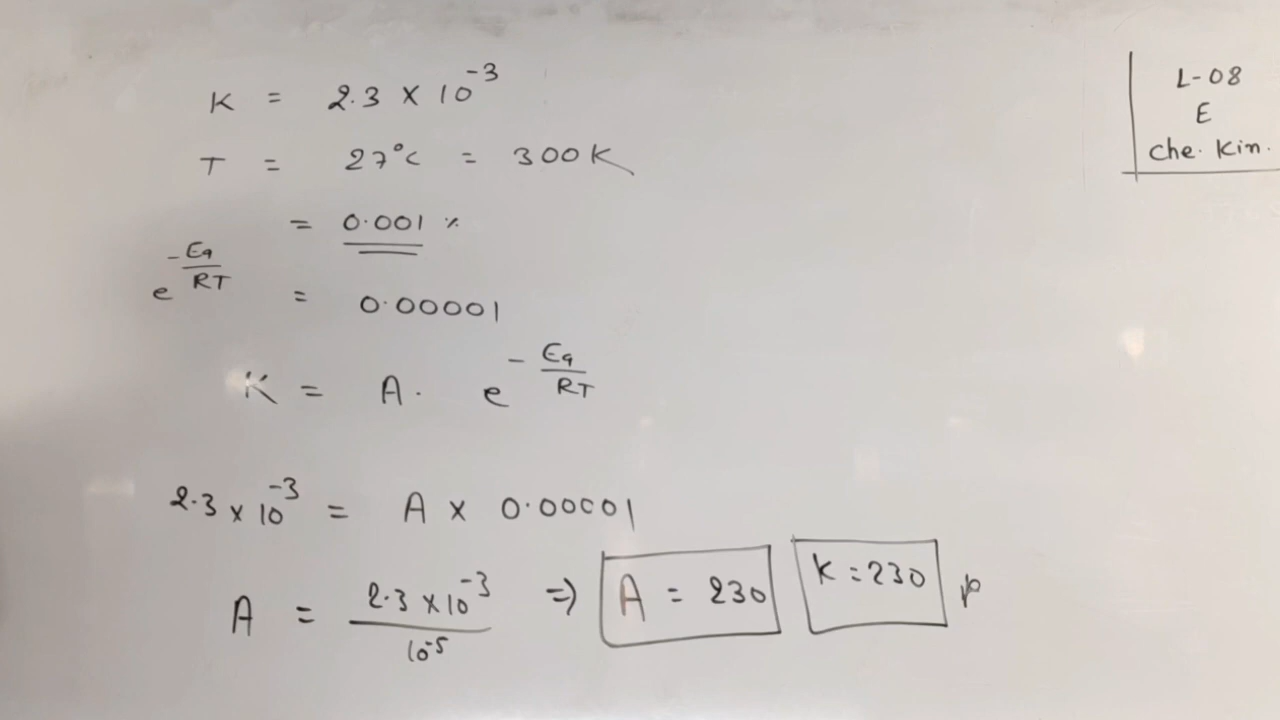 K = 2.3 × 10^-3
T = 27°C = 300K
= 0.001 %
e^(-Ea/RT) = 0.00001
K = A. e^(-Ea/RT)
2.3 × 10^-3 = A × 0.00001
A = 2.3 × 10^-3 / 10^-5 => A = 230 K = 230
L-08
E
Che. Kin.